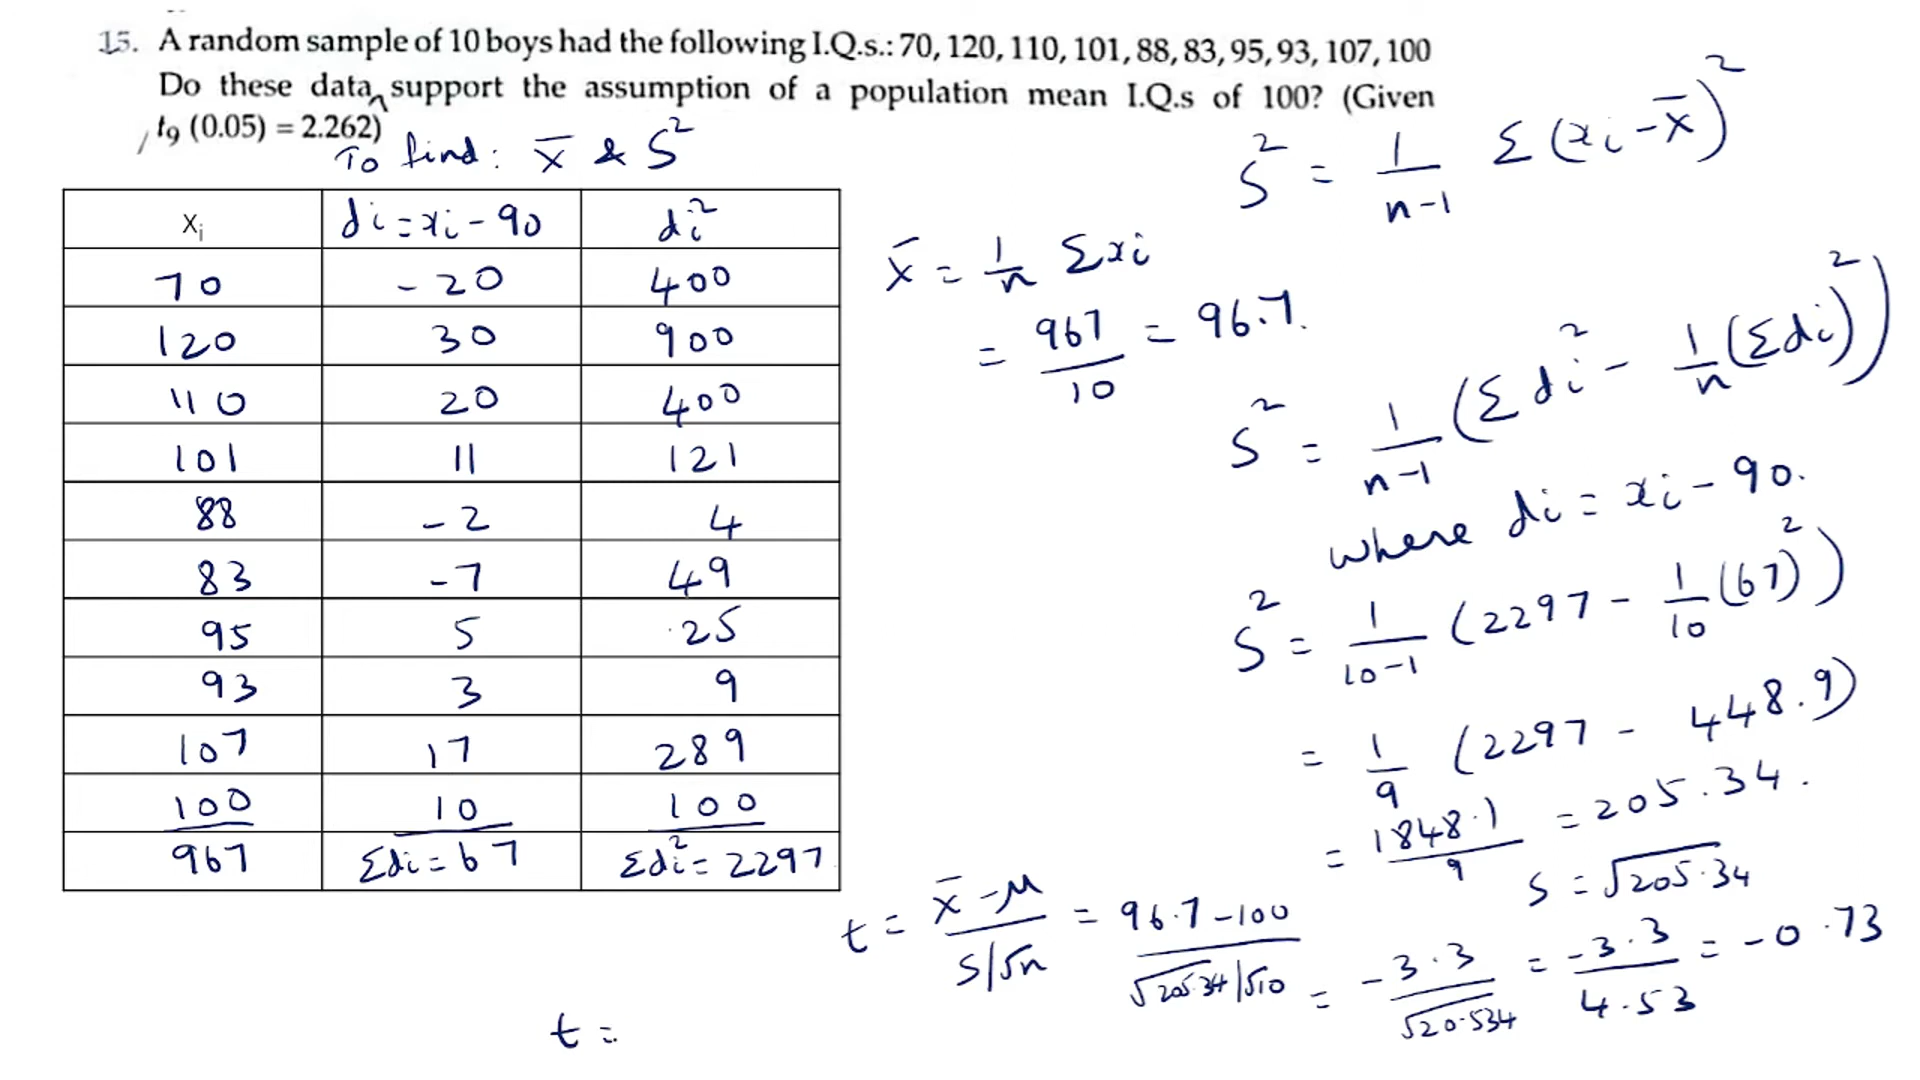 15. A random sample of 10 boys had the following I.Q.s.: 70, 120, 110, 101, 88, 83, 95, 93, 107, 100
Do these data support the assumption of a population mean I.Q.s of 100? (Given
t₉ (0.05) = 2.262)
To find: x̄ & S²
xᵢ | di = xi - 90 | di²
70 | -20 | 400
120 | 30 | 900
110 | 20 | 400
101 | 11 | 121
88 | -2 | 4
83 | -7 | 49
95 | 5 | 25
93 | 3 | 9
107 | 17 | 289
100 | 10 | 100
967 | Σdi = 67 | Σdi² = 2297
S² = 1/(n-1) Σ(xi - x̄)²
x̄ = 1/n Σxi
= 967/10 = 96.7.
S² = 1/(n-1) (Σdi² - 1/n (Σdi)²)
where di = xi - 90.
S² = 1/(10-1) (2297 - 1/10 (67)²)
= 1/9 (2297 - 448.9)
= 1848.1/9 = 205.34.
S = √205.34
t = (x̄ - μ)/(S/√n) = (96.7 - 100)/(√205.34/√10) = -3.3/√20.534 = -3.3/4.53 = -0.73
t =